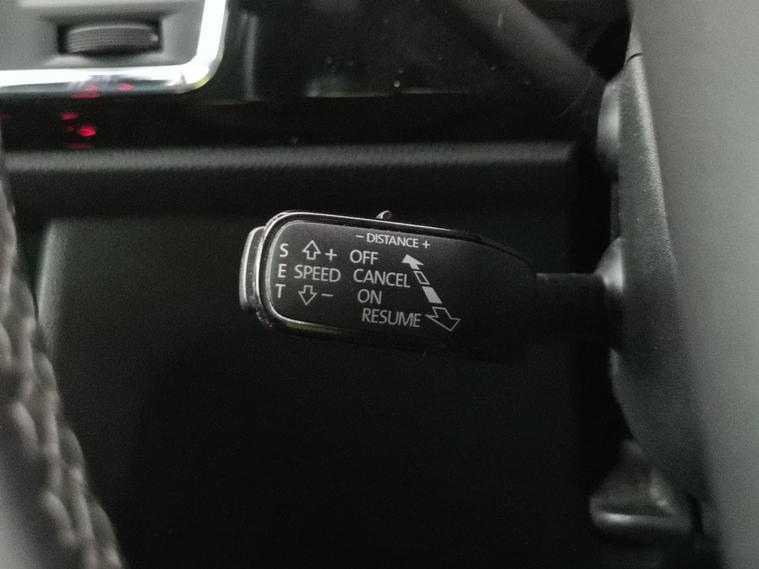 − DISTANCE +
S + OFF
E SPEED CANCEL
T − ON
RESUME